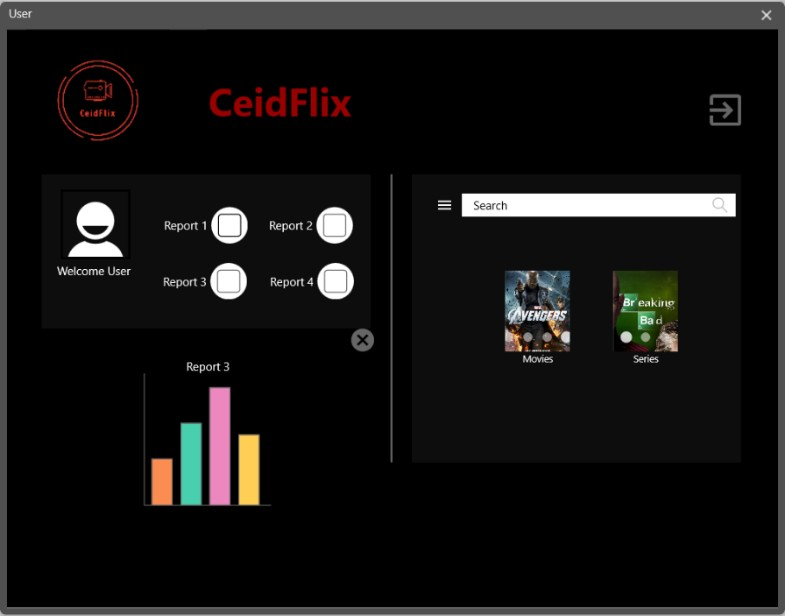 User
CeidFlix
CeidFlix
Report 1
Report 2
Welcome User
Report 3
Report 4
Search
AVENGERS
Breaking
Bad
Movies
Series
Report 3